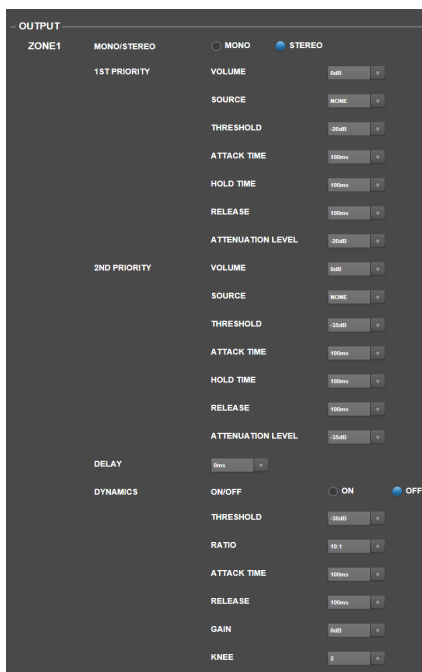 OUTPUT
ZONE1 MONO/STEREO MONO STEREO
1ST PRIORITY VOLUME 0dB
SOURCE NONE
THRESHOLD -20dB
ATTACK TIME 100ms
HOLD TIME 100ms
RELEASE 100ms
ATTENUATION LEVEL -20dB
2ND PRIORITY VOLUME 0dB
SOURCE NONE
THRESHOLD -35dB
ATTACK TIME 100ms
HOLD TIME 100ms
RELEASE 100ms
ATTENUATION LEVEL -35dB
DELAY 0ms
DYNAMICS ON/OFF ON OFF
THRESHOLD -30dB
RATIO 10:1
ATTACK TIME 100ms
RELEASE 100ms
GAIN 0dB
KNEE 2